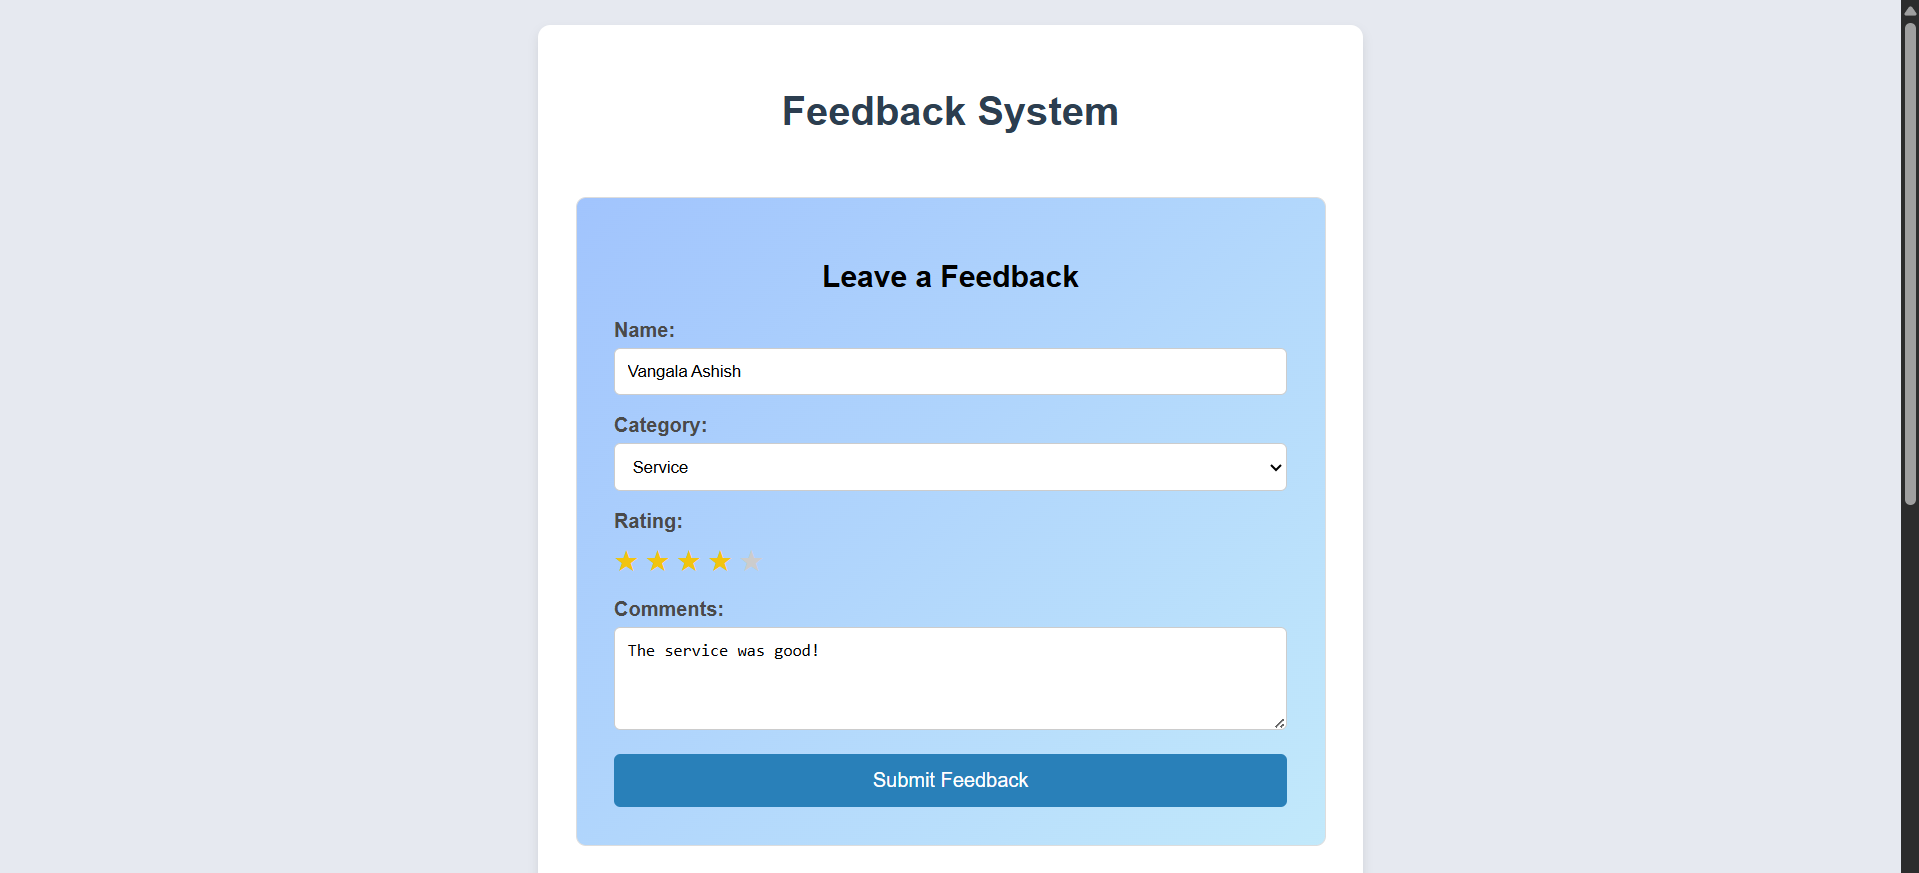 Feedback System
Leave a Feedback
Name:
Vangala Ashish
Category:
Service
Rating:
Comments:
The service was good!
Submit Feedback